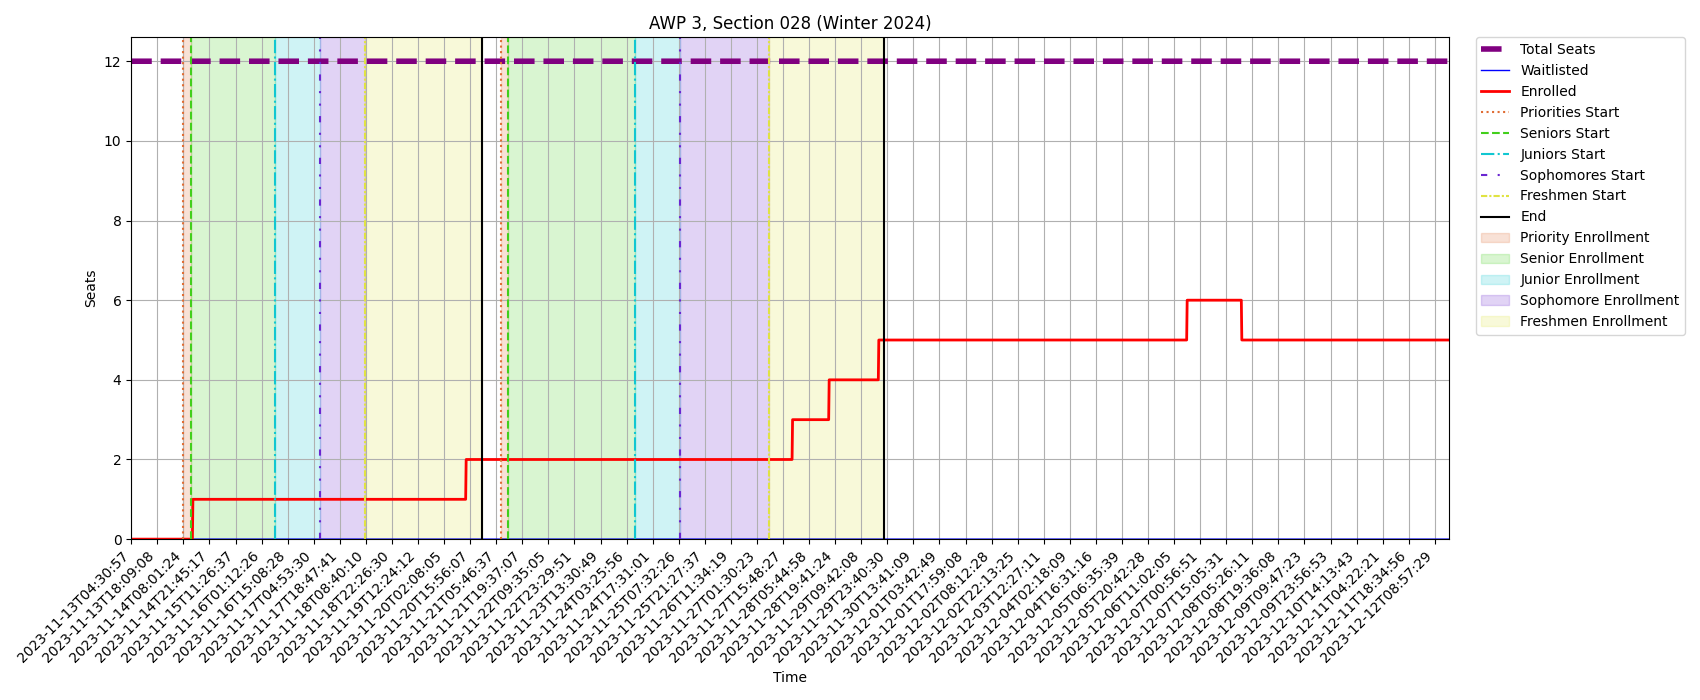 AWP 3, Section 028 (Winter 2024)
Total Seats
Waitlisted
Enrolled
Priorities Start
Seniors Start
Juniors Start
Sophomores Start
Freshmen Start
End
Priority Enrollment
Senior Enrollment
Junior Enrollment
Sophomore Enrollment
Freshmen Enrollment
Seats
12
10
8
6
4
2
0
2023-11-13T04:30:57
2023-11-13T18:09:08
2023-11-14T08:01:24
2023-11-14T21:45:17
2023-11-15T11:26:37
2023-11-16T01:12:26
2023-11-16T15:08:28
2023-11-17T04:53:30
2023-11-17T18:47:41
2023-11-18T08:40:10
2023-11-18T22:26:30
2023-11-19T12:24:12
2023-11-20T02:08:05
2023-11-20T15:56:07
2023-11-21T05:46:37
2023-11-21T19:37:07
2023-11-22T09:35:05
2023-11-22T23:29:51
2023-11-23T13:30:49
2023-11-24T03:25:56
2023-11-24T17:31:01
2023-11-25T07:32:26
2023-11-25T21:27:37
2023-11-26T11:34:19
2023-11-27T01:30:23
2023-11-27T15:48:27
2023-11-28T05:44:58
2023-11-28T19:41:24
2023-11-29T09:42:08
2023-11-29T23:40:30
2023-11-30T13:41:09
2023-12-01T03:42:49
2023-12-01T17:59:08
2023-12-02T08:12:28
2023-12-02T22:13:25
2023-12-03T12:27:11
2023-12-04T02:18:09
2023-12-04T16:31:16
2023-12-05T06:35:39
2023-12-05T20:42:28
2023-12-06T11:02:05
2023-12-07T00:56:51
2023-12-07T15:05:31
2023-12-08T05:26:11
2023-12-08T19:36:08
2023-12-09T09:47:23
2023-12-09T23:56:53
2023-12-10T14:13:43
2023-12-11T04:22:21
2023-12-11T18:34:56
2023-12-12T08:57:29
Time